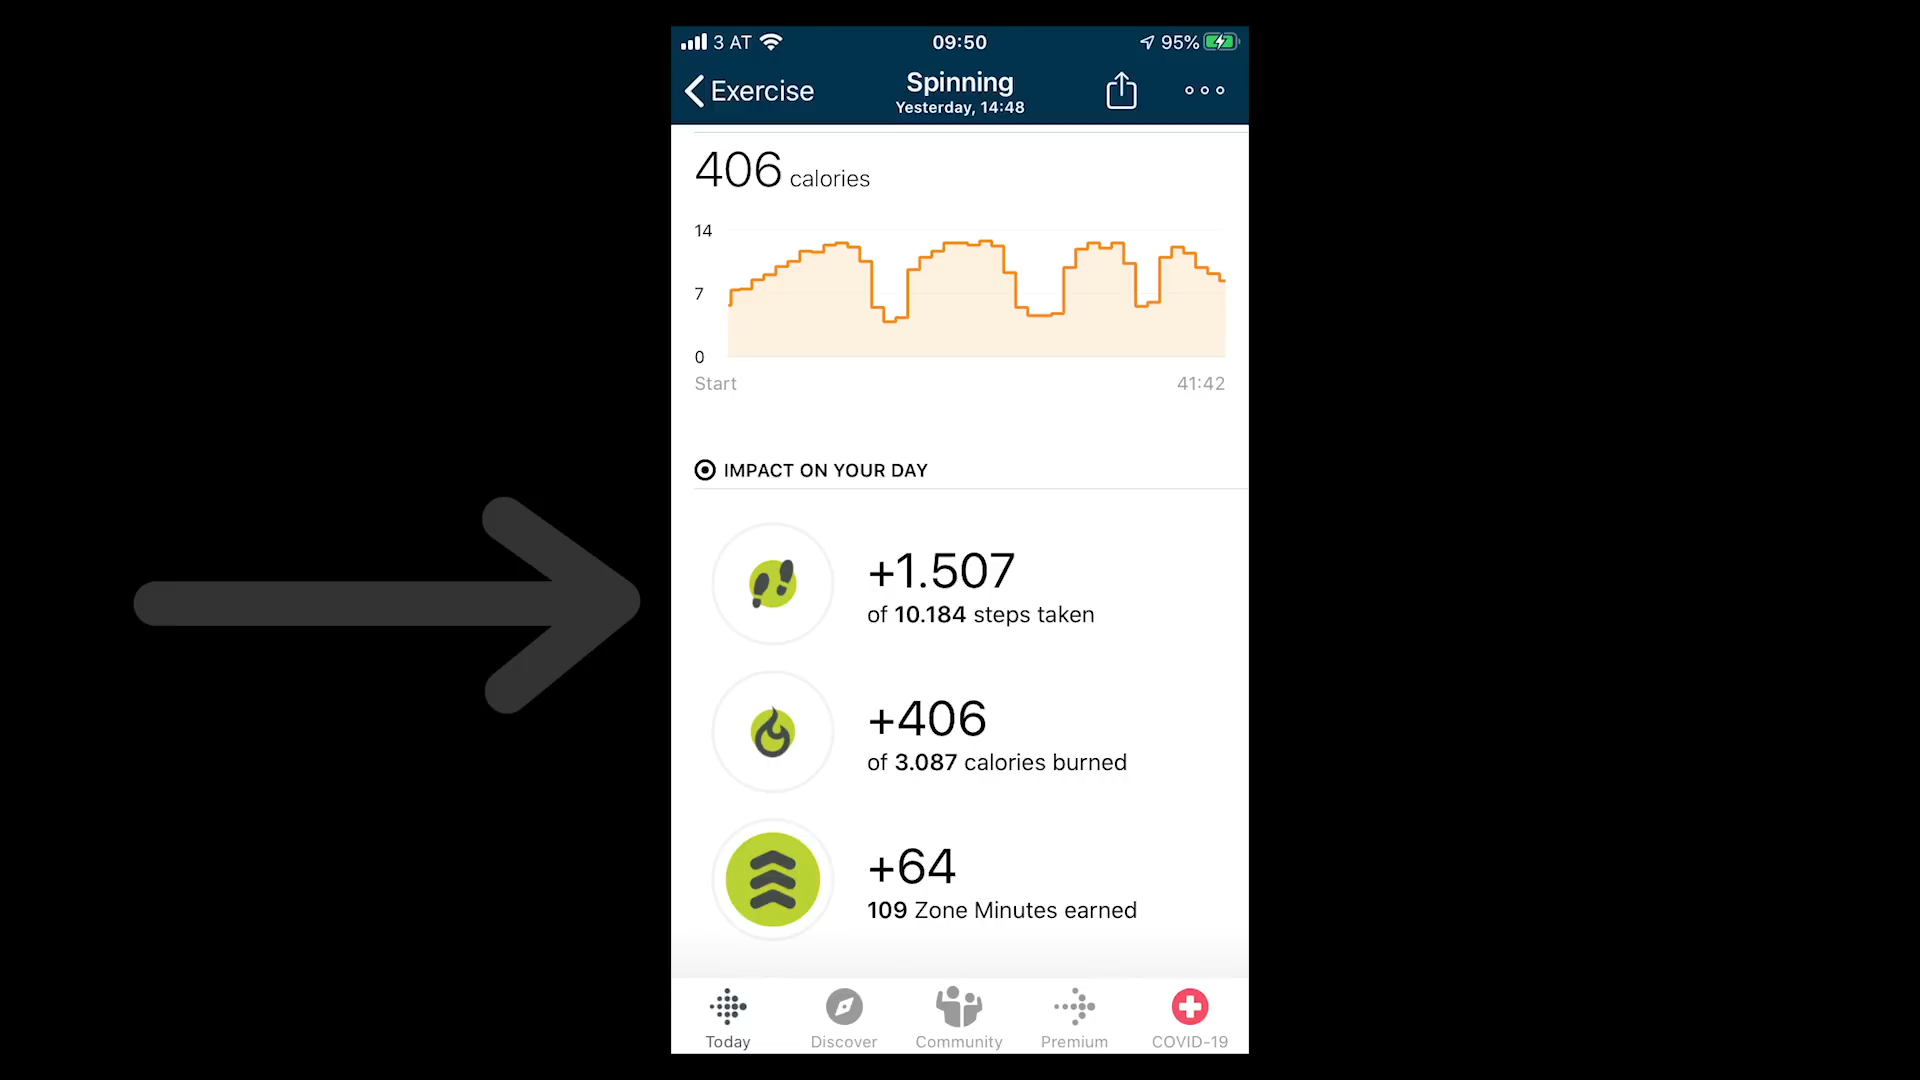 3 AT 09:50 95%
Exercise Spinning
Yesterday, 14:48
406 calories
14
7
0
Start 41:42
IMPACT ON YOUR DAY
+1.507
of 10.184 steps taken
+406
of 3.087 calories burned
+64
109 Zone Minutes earned
Today Discover Community Premium COVID-19